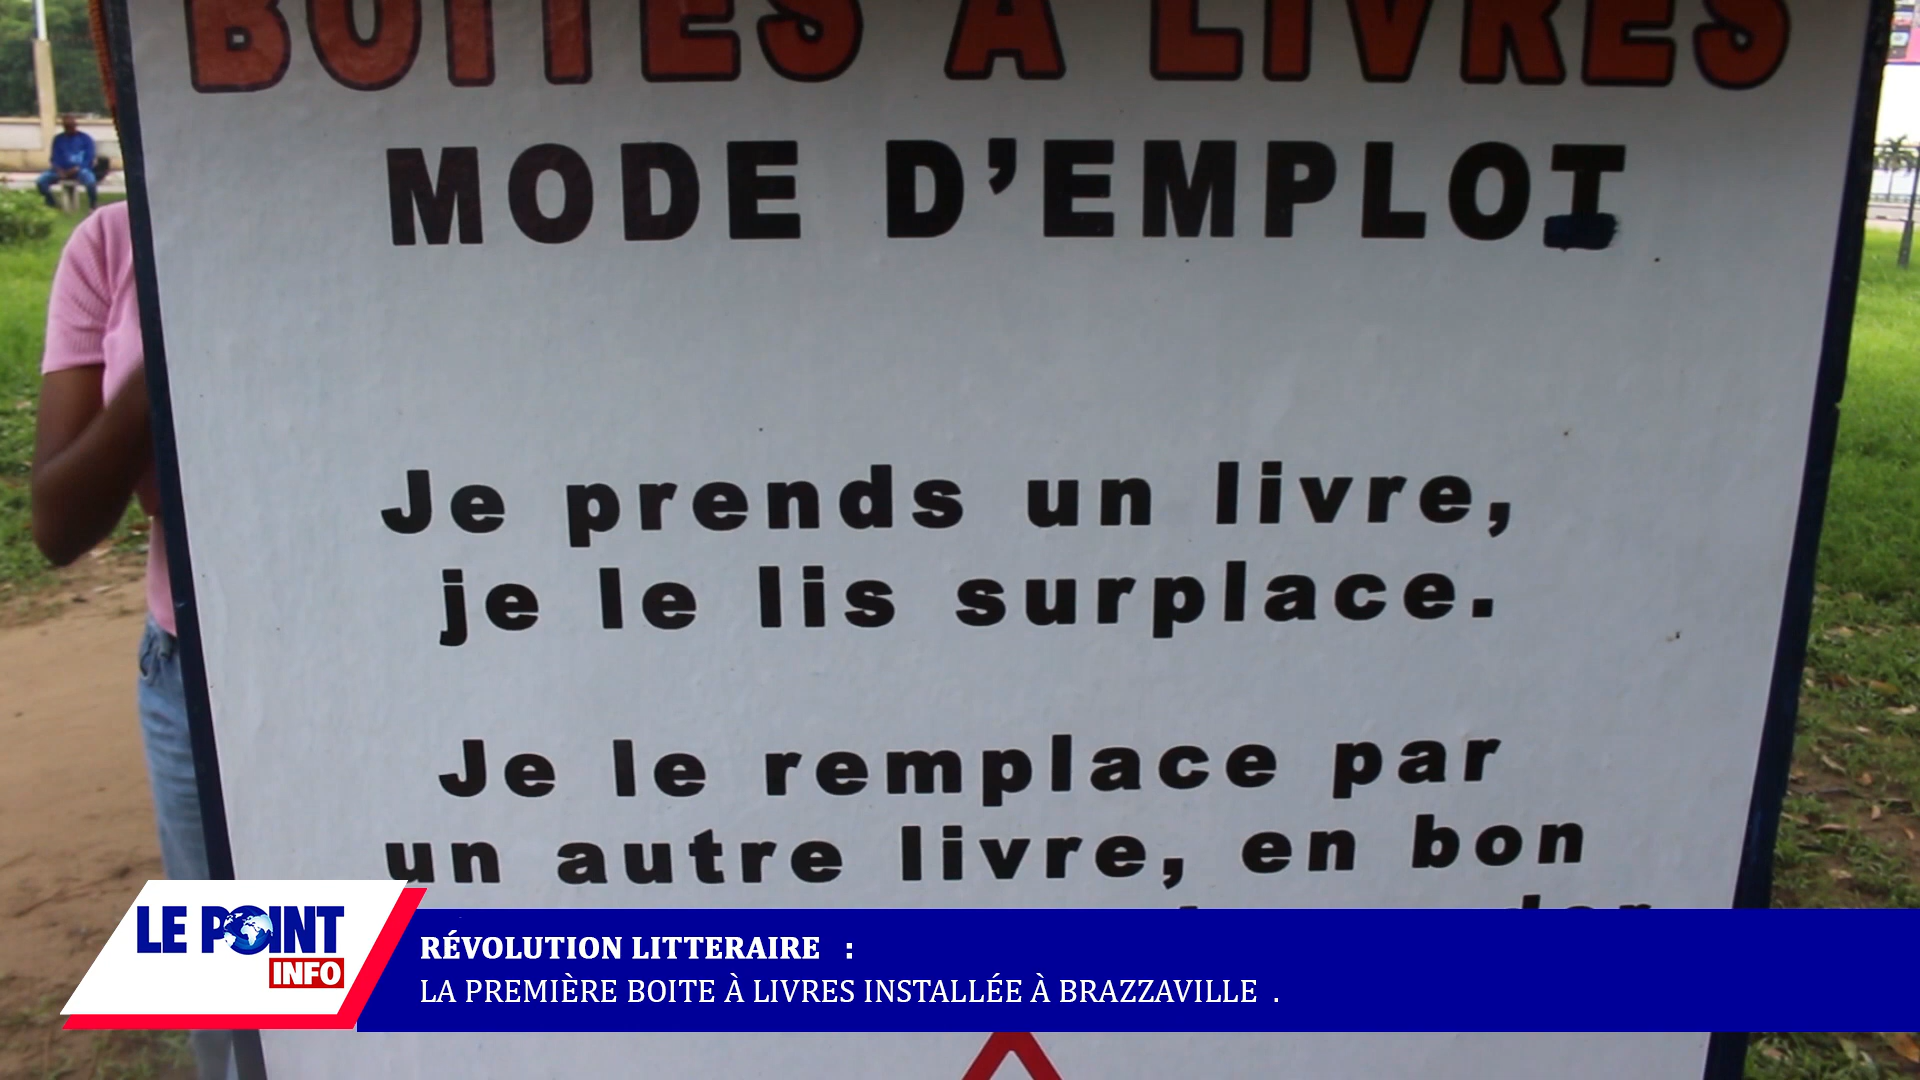 BOITES A LIVRES
MODE D'EMPLOI
Je prends un livre,
je le lis surplace.
Je le remplace par
un autre livre, en bon
LE POINT
INFO
RÉVOLUTION LITTERAIRE :
LA PREMIÈRE BOITE À LIVRES INSTALLÉE À BRAZZAVILLE .